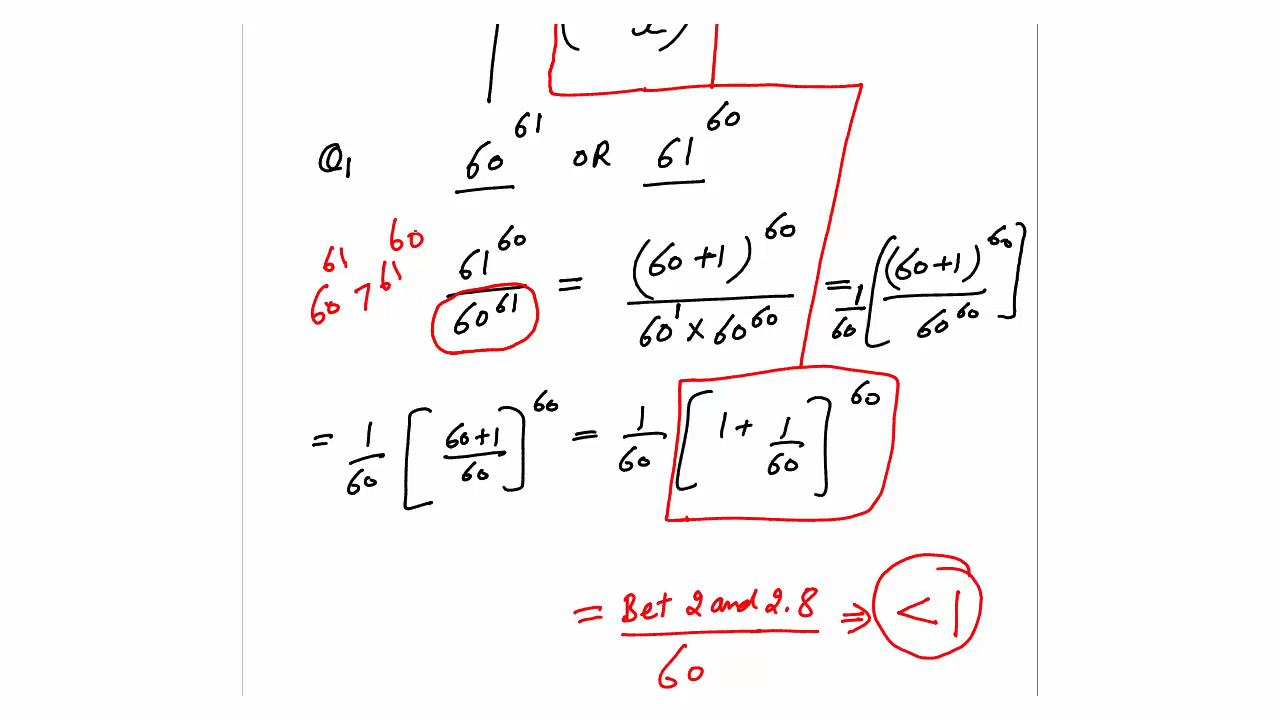 ( x )
Q1 60^61 OR 61^60
60^61 > 61^60 61^60 / 60^61 = (60+1)^60 / 60^1 × 60^60 = 1/60 [(60+1)^60 / 60^60]
= 1/60 [60+1 / 60]^60 = 1/60 [1 + 1/60]^60
= Bet 2 and 2.8 / 60 ⇒ < 1